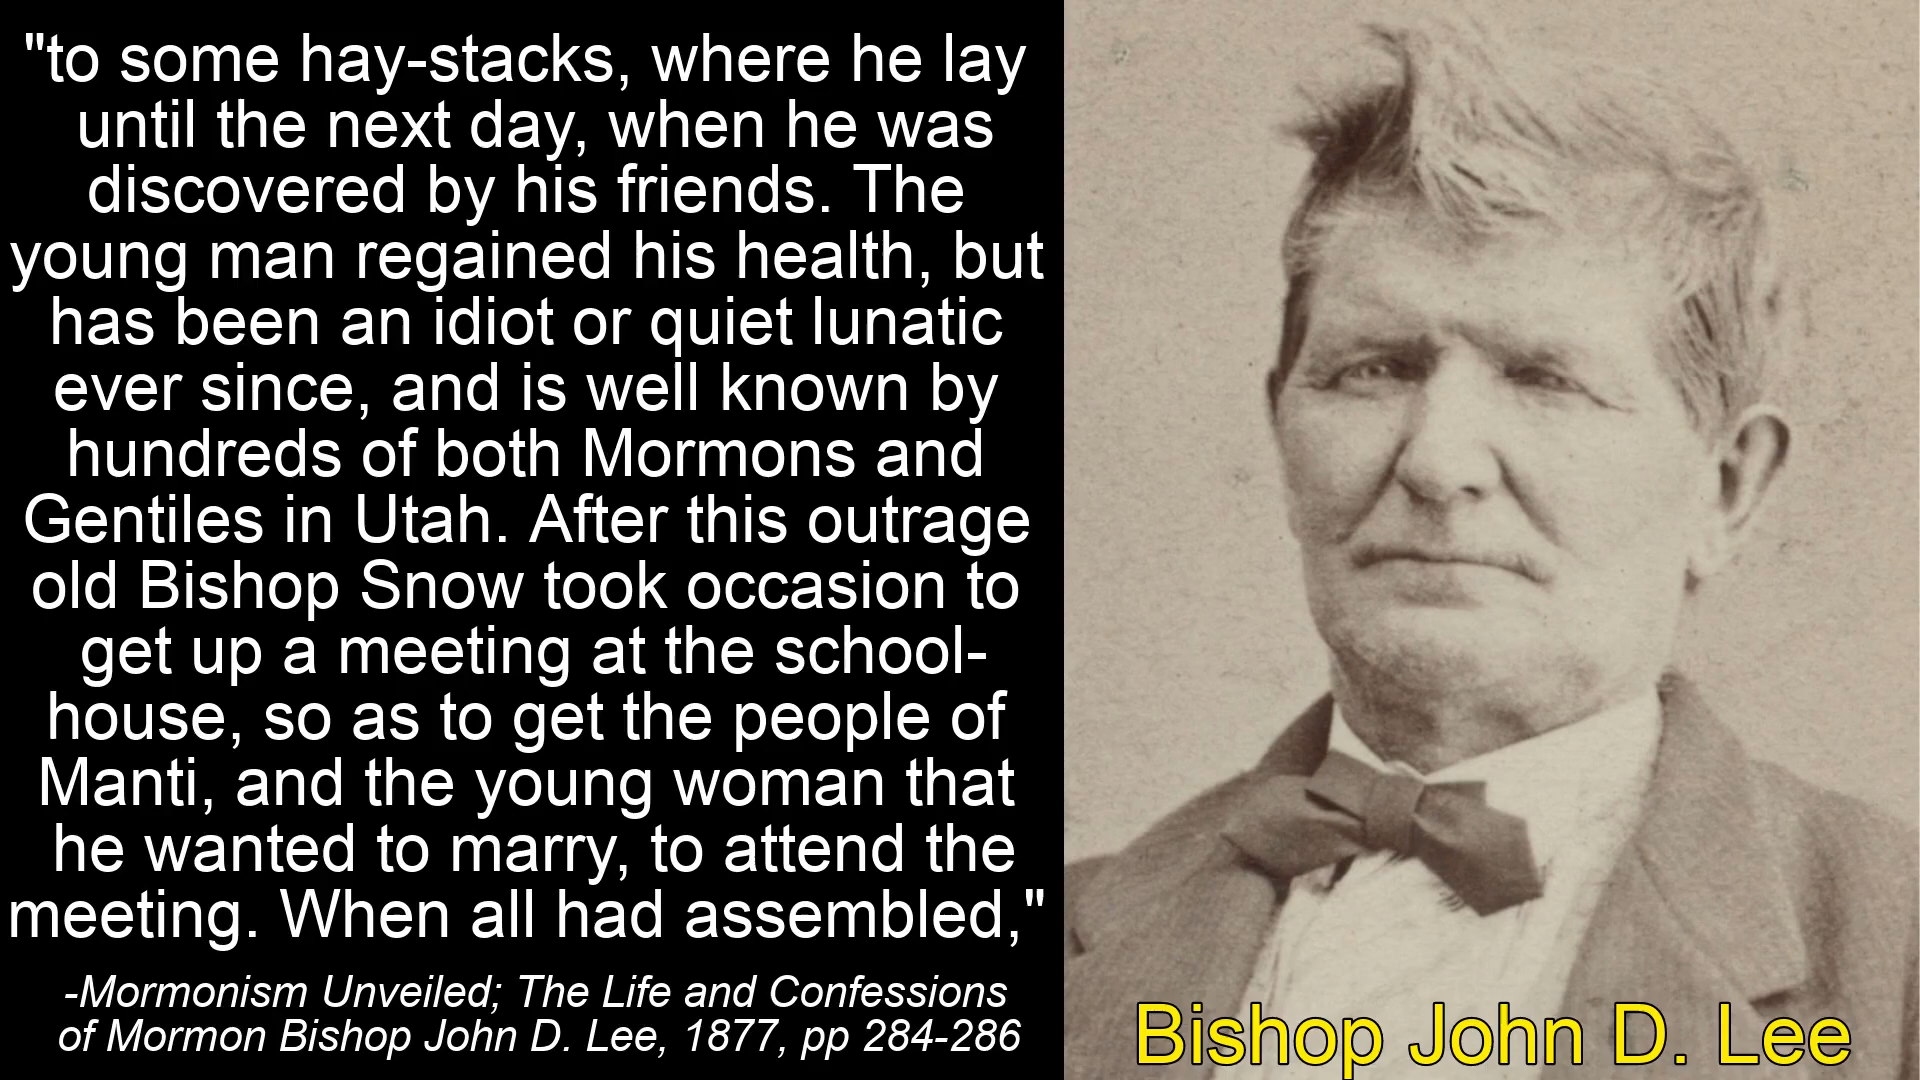 "to some hay-stacks, where he lay
until the next day, when he was
discovered by his friends. The
young man regained his health, but
has been an idiot or quiet lunatic
ever since, and is well known by
hundreds of both Mormons and
Gentiles in Utah. After this outrage
old Bishop Snow took occasion to
get up a meeting at the school-
house, so as to get the people of
Manti, and the young woman that
he wanted to marry, to attend the
meeting. When all had assembled,"
-Mormonism Unveiled; The Life and Confessions
of Mormon Bishop John D. Lee, 1877, pp 284-286
Bishop John D. Lee